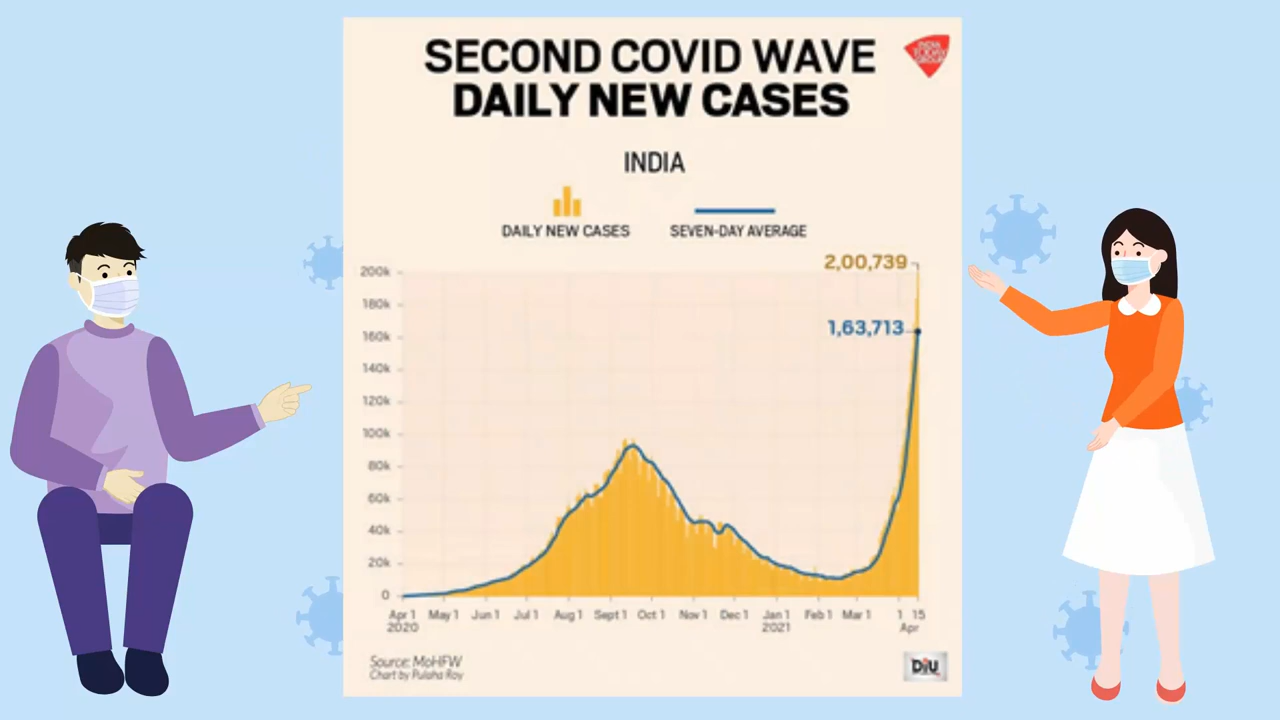 SECOND COVID WAVE
DAILY NEW CASES
INDIA TODAY GROUP
INDIA
DAILY NEW CASES
SEVEN-DAY AVERAGE
2,00,739
1,63,713
200k
180k
160k
140k
120k
100k
80k
60k
40k
20k
0
Apr 1 May 1 Jun 1 Jul 1 Aug 1 Sept 1 Oct 1 Nov 1 Dec 1 Jan 1 Feb 1 Mar 1 1 15
2020 2021 Apr
Source: MoHFW
Chart by Pulaha Roy
DIU